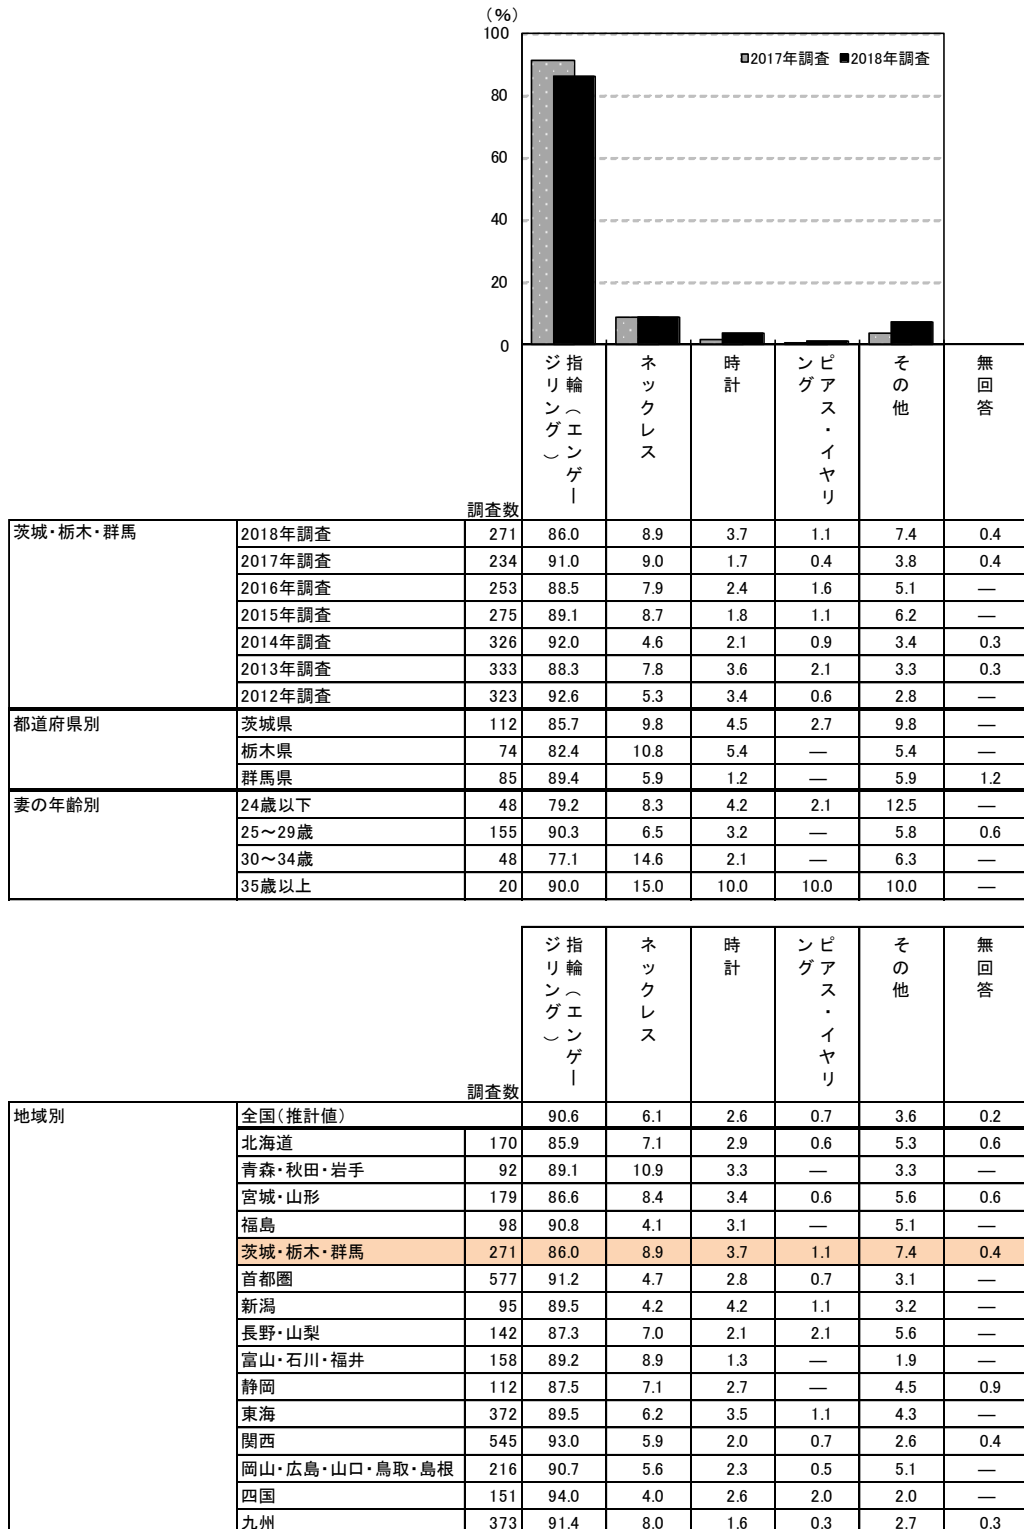 (%)
100
2017年調査 2018年調査
80
60
40
20
0
調査数 指輪(エンゲージリング) ネックレス 時計 ピアス・イヤリング その他 無回答
茨城・栃木・群馬 2018年調査 271 86.0 8.9 3.7 1.1 7.4 0.4
2017年調査 234 91.0 9.0 1.7 0.4 3.8 0.4
2016年調査 253 88.5 7.9 2.4 1.6 5.1 ―
2015年調査 275 89.1 8.7 1.8 1.1 6.2 ―
2014年調査 326 92.0 4.6 2.1 0.9 3.4 0.3
2013年調査 333 88.3 7.8 3.6 2.1 3.3 0.3
2012年調査 323 92.6 5.3 3.4 0.6 2.8 ―
都道府県別 茨城県 112 85.7 9.8 4.5 2.7 9.8 ―
栃木県 74 82.4 10.8 5.4 ― 5.4 ―
群馬県 85 89.4 5.9 1.2 ― 5.9 1.2
妻の年齢別 24歳以下 48 79.2 8.3 4.2 2.1 12.5 ―
25～29歳 155 90.3 6.5 3.2 ― 5.8 0.6
30～34歳 48 77.1 14.6 2.1 ― 6.3 ―
35歳以上 20 90.0 15.0 10.0 10.0 10.0 ―
調査数 指輪(エンゲージリング) ネックレス 時計 ピアス・イヤリング その他 無回答
地域別 全国(推計値) 90.6 6.1 2.6 0.7 3.6 0.2
北海道 170 85.9 7.1 2.9 0.6 5.3 0.6
青森・秋田・岩手 92 89.1 10.9 3.3 ― 3.3 ―
宮城・山形 179 86.6 8.4 3.4 0.6 5.6 0.6
福島 98 90.8 4.1 3.1 ― 5.1 ―
茨城・栃木・群馬 271 86.0 8.9 3.7 1.1 7.4 0.4
首都圏 577 91.2 4.7 2.8 0.7 3.1 ―
新潟 95 89.5 4.2 4.2 1.1 3.2 ―
長野・山梨 142 87.3 7.0 2.1 2.1 5.6 ―
富山・石川・福井 158 89.2 8.9 1.3 ― 1.9 ―
静岡 112 87.5 7.1 2.7 ― 4.5 0.9
東海 372 89.5 6.2 3.5 1.1 4.3 ―
関西 545 93.0 5.9 2.0 0.7 2.6 0.4
岡山・広島・山口・鳥取・島根 216 90.7 5.6 2.3 0.5 5.1 ―
四国 151 94.0 4.0 2.6 2.0 2.0 ―
九州 373 91.4 8.0 1.6 0.3 2.7 0.3